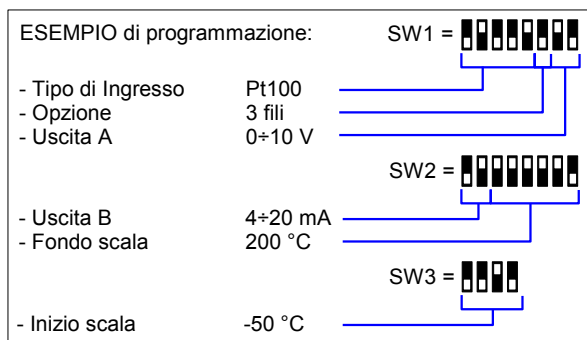 ESEMPIO di programmazione: SW1 =
- Tipo di Ingresso Pt100
- Opzione 3 fili
- Uscita A 0÷10 V
SW2 =
- Uscita B 4÷20 mA
- Fondo scala 200 °C
SW3 =
- Inizio scala -50 °C